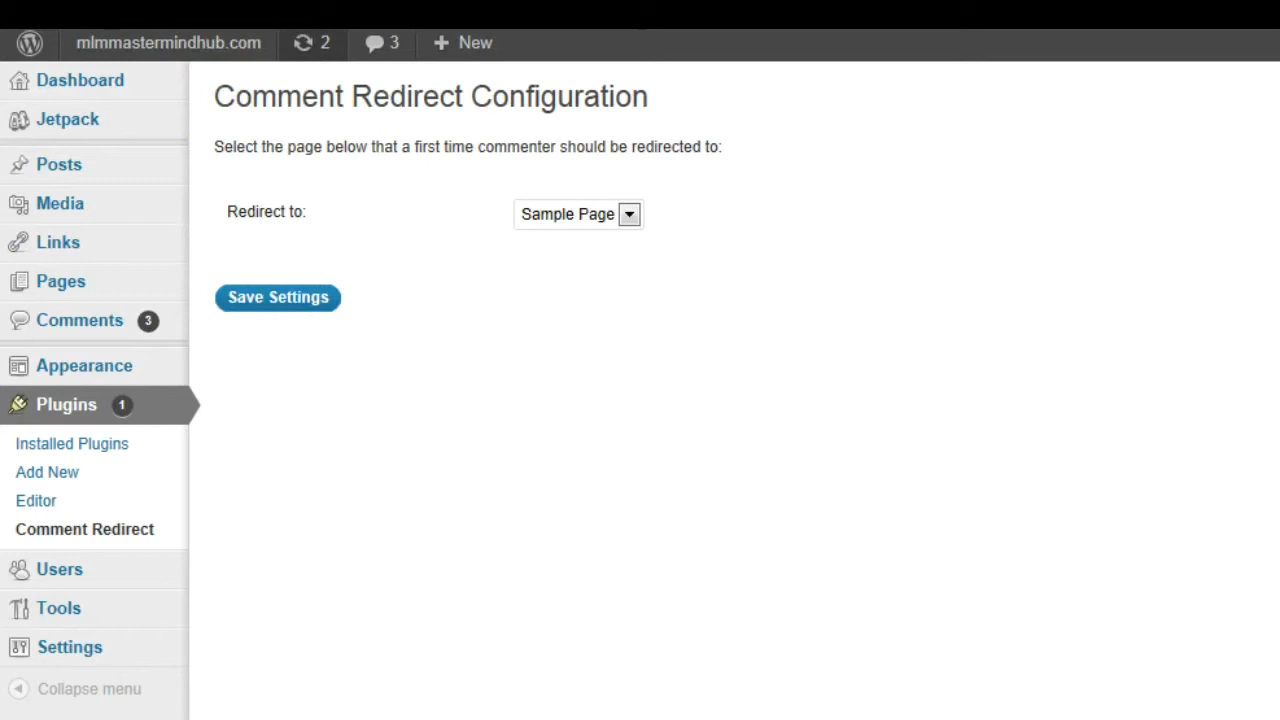 mlmmastermindhub.com 2 3 New
Dashboard
Jetpack
Posts
Media
Links
Pages
Comments 3
Appearance
Plugins 1
Installed Plugins
Add New
Editor
Comment Redirect
Users
Tools
Settings
Collapse menu
Comment Redirect Configuration
Select the page below that a first time commenter should be redirected to:
Redirect to: Sample Page
Save Settings